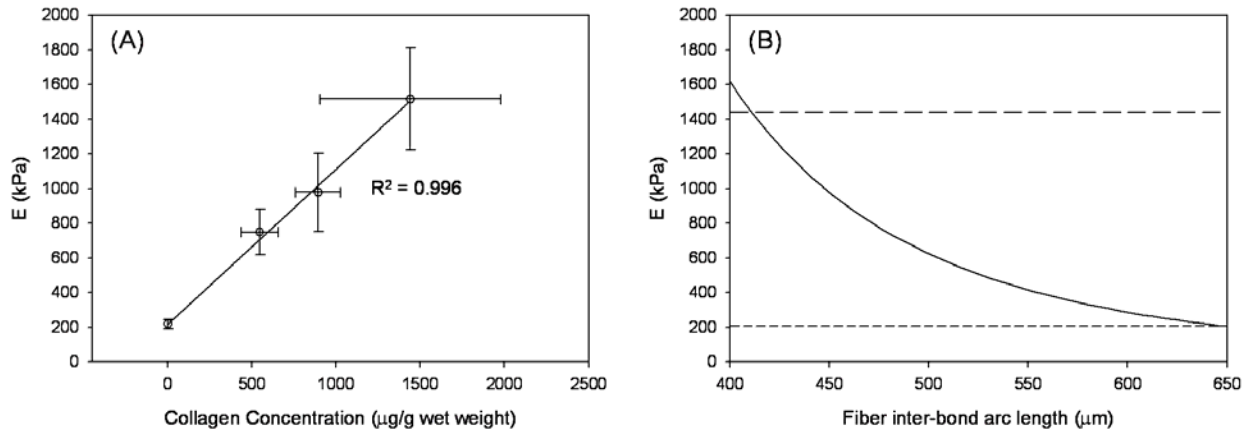 (A)
2000
1800
1600
1400
1200
1000
800
600
400
200
0
E (kPa)
R² = 0.996
0 500 1000 1500 2000 2500
Collagen Concentration (μg/g wet weight)
(B)
2000
1800
1600
1400
1200
1000
800
600
400
200
0
E (kPa)
400 450 500 550 600 650
Fiber inter-bond arc length (μm)